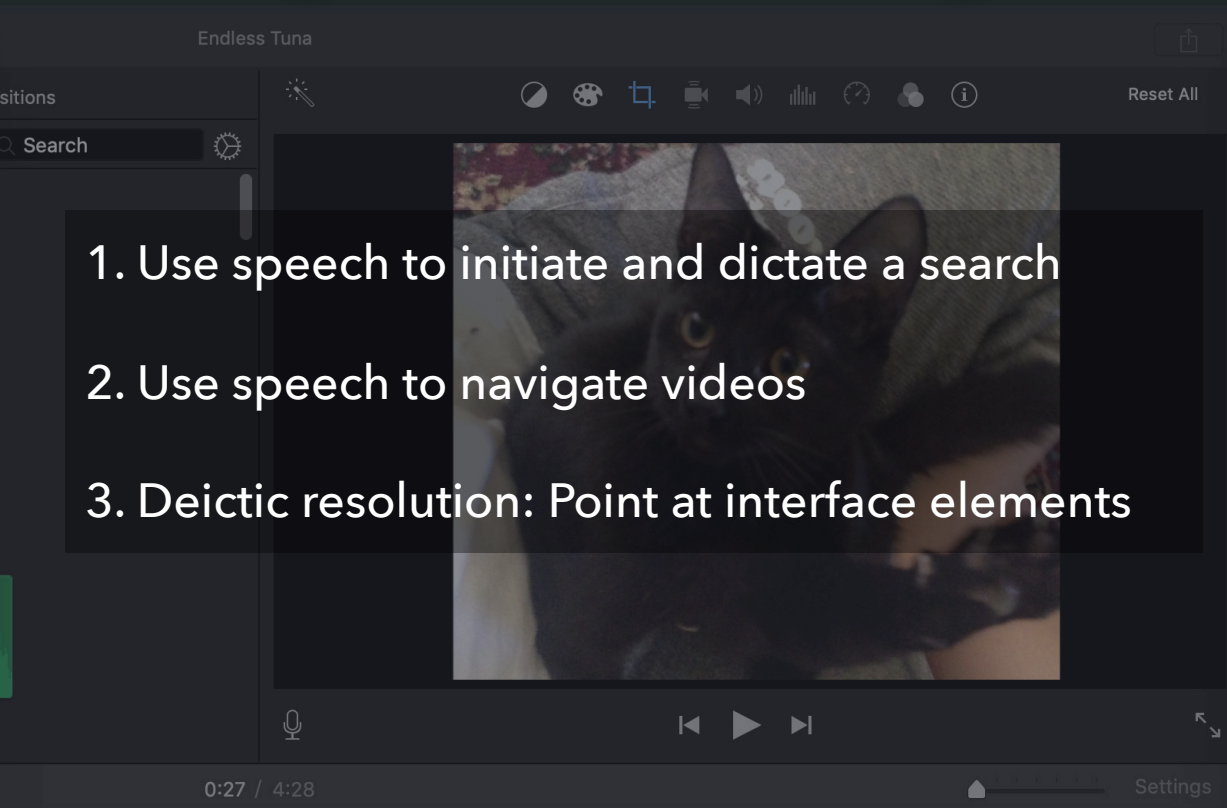 Endless Tuna
sitions
Reset All
Search
1. Use speech to initiate and dictate a search
2. Use speech to navigate videos
3. Deictic resolution: Point at interface elements
0:27 / 4:28
Settings